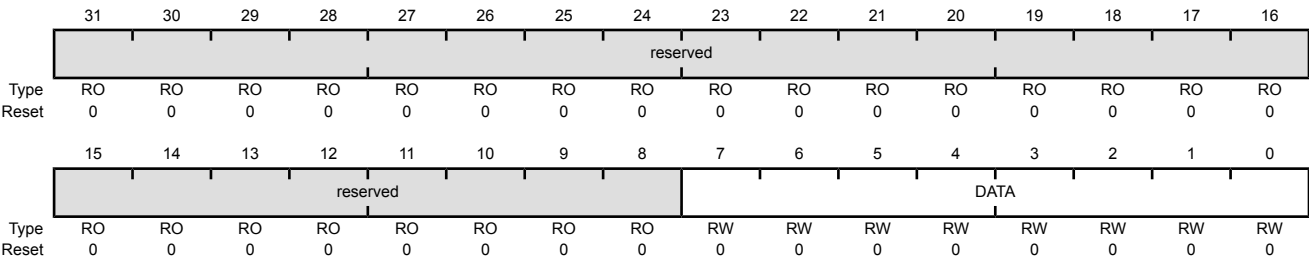 31 30 29 28 27 26 25 24 23 22 21 20 19 18 17 16
reserved
Type RO RO RO RO RO RO RO RO RO RO RO RO RO RO RO RO
Reset 0 0 0 0 0 0 0 0 0 0 0 0 0 0 0 0
15 14 13 12 11 10 9 8 7 6 5 4 3 2 1 0
reserved DATA
Type RO RO RO RO RO RO RO RO RW RW RW RW RW RW RW RW
Reset 0 0 0 0 0 0 0 0 0 0 0 0 0 0 0 0